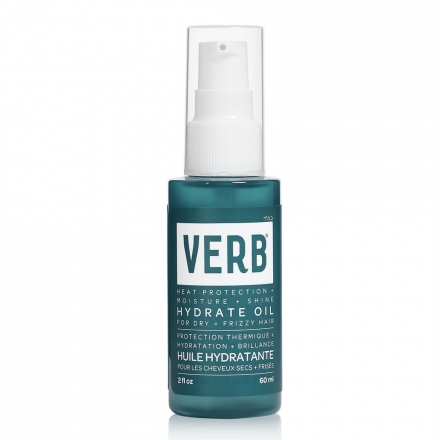 VERB®
HEAT PROTECTION +
MOISTURE + SHINE
HYDRATE OIL
FOR DRY + FRIZZY HAIR
PROTECTION THERMIQUE +
HYDRATATION + BRILLANCE
HUILE HYDRATANTE
POUR LES CHEVEUX SECS + FRISÉS
2 fl oz 60 ml